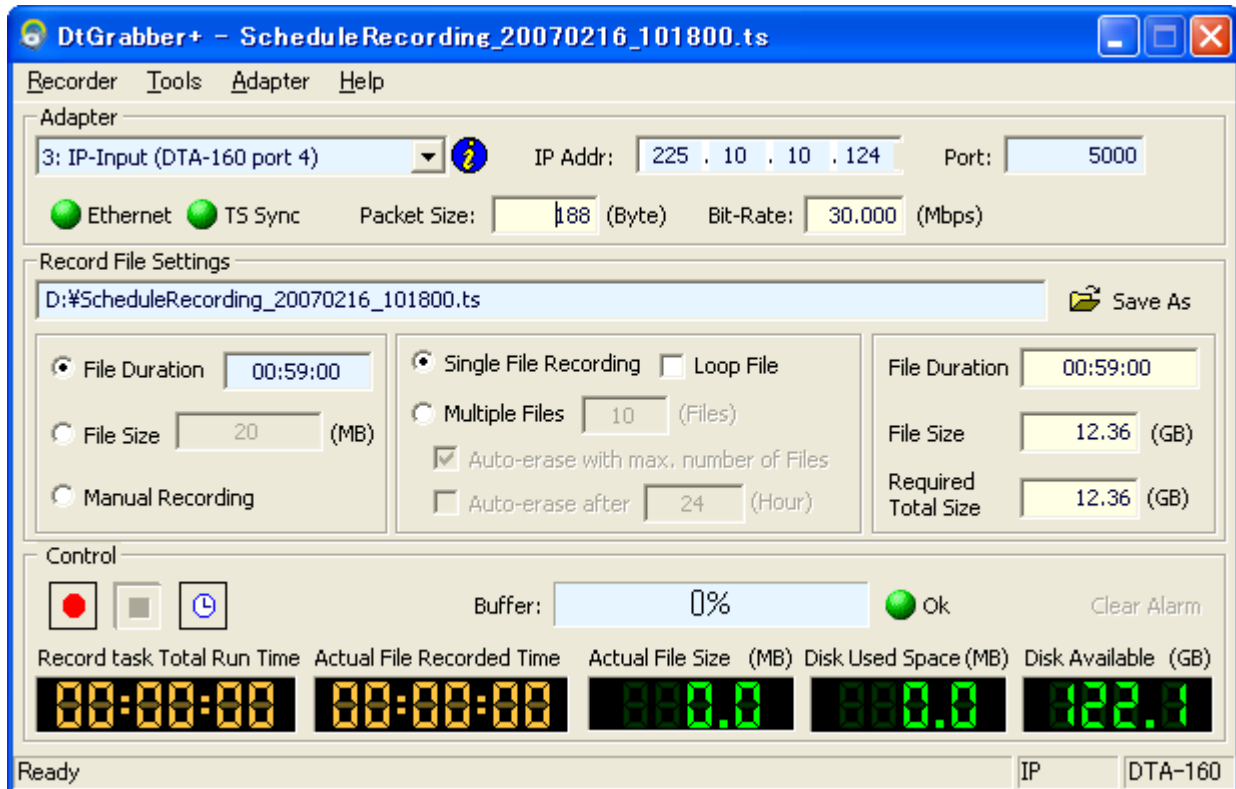 DtGrabber+ - ScheduleRecording_20070216_101800.ts
Recorder Tools Adapter Help
Adapter
3: IP-Input (DTA-160 port 4) IP Addr: 225 . 10 . 10 . 124 Port: 5000
Ethernet TS Sync Packet Size: 188 (Byte) Bit-Rate: 30.000 (Mbps)
Record File Settings
D:¥ScheduleRecording_20070216_101800.ts Save As
File Duration 00:59:00 Single File Recording Loop File File Duration 00:59:00
Multiple Files 10 (Files)
File Size 20 (MB) File Size 12.36 (GB)
Auto-erase with max. number of Files
Manual Recording Auto-erase after 24 (Hour) Required Total Size 12.36 (GB)
Control
Buffer: 0% Ok Clear Alarm
Record task Total Run Time Actual File Recorded Time Actual File Size (MB) Disk Used Space (MB) Disk Available (GB)
00:00:00 00:00:00 0.0 0.0 122.1
Ready IP DTA-160